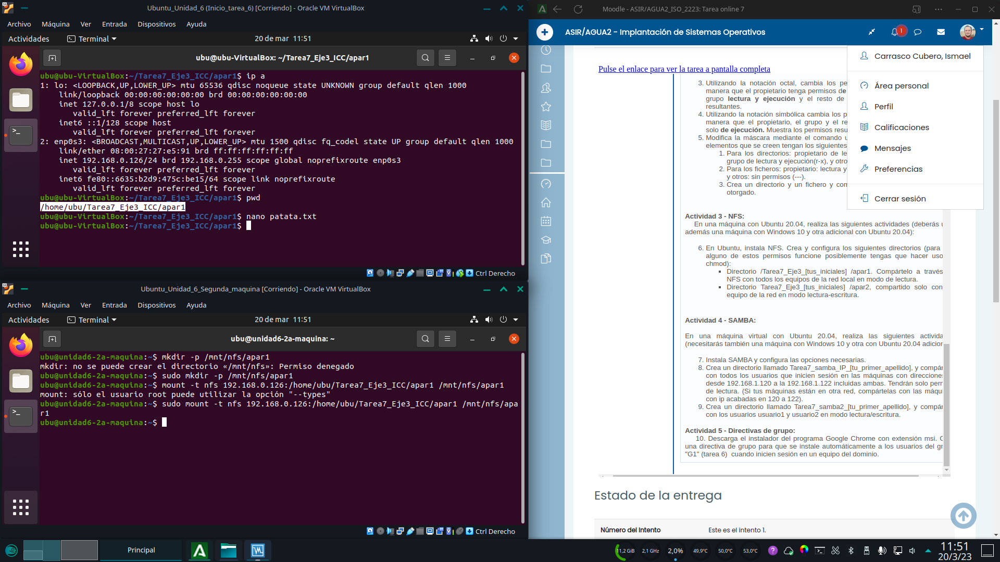 Ubuntu_Unidad_6 (Inicio_tarea_6) [Corriendo] - Oracle VM VirtualBox
Archivo Máquina Ver Entrada Dispositivos Ayuda
Actividades Terminal 20 de mar 11:51
ubu@ubu-VirtualBox: ~/Tarea7_Eje3_ICC/apar1
ubu@ubu-VirtualBox:~/Tarea7_Eje3_ICC/apar1$ ip a
1: lo: <LOOPBACK,UP,LOWER_UP> mtu 65536 qdisc noqueue state UNKNOWN group default qlen 1000
link/loopback 00:00:00:00:00:00 brd 00:00:00:00:00:00
inet 127.0.0.1/8 scope host lo
valid_lft forever preferred_lft forever
inet6 ::1/128 scope host
valid_lft forever preferred_lft forever
2: enp0s3: <BROADCAST,MULTICAST,UP,LOWER_UP> mtu 1500 qdisc fq_codel state UP group default qlen 1000
link/ether 08:00:27:27:e5:91 brd ff:ff:ff:ff:ff:ff
inet 192.168.0.126/24 brd 192.168.0.255 scope global noprefixroute enp0s3
valid_lft forever preferred_lft forever
inet6 fe80::6635:b2d9:475c:be15/64 scope link noprefixroute
valid_lft forever preferred_lft forever
ubu@ubu-VirtualBox:~/Tarea7_Eje3_ICC/apar1$ pwd
/home/ubu/Tarea7_Eje3_ICC/apar1
ubu@ubu-VirtualBox:~/Tarea7_Eje3_ICC/apar1$ nano patata.txt
ubu@ubu-VirtualBox:~/Tarea7_Eje3_ICC/apar1$
Ctrl Derecho
Ubuntu_Unidad_6_Segunda_maquina [Corriendo] - Oracle VM VirtualBox
Archivo Máquina Ver Entrada Dispositivos Ayuda
Actividades Terminal 20 de mar 11:51
ubu@unidad6-2a-maquina: ~
ubu@unidad6-2a-maquina:~$ mkdir -p /mnt/nfs/apar1
mkdir: no se puede crear el directorio «/mnt/nfs»: Permiso denegado
ubu@unidad6-2a-maquina:~$ sudo mkdir -p /mnt/nfs/apar1
ubu@unidad6-2a-maquina:~$ mount -t nfs 192.168.0.126:/home/ubu/Tarea7_Eje3_ICC/apar1 /mnt/nfs/apar1
mount: sólo el usuario root puede utilizar la opción "--types"
ubu@unidad6-2a-maquina:~$ sudo mount -t nfs 192.168.0.126:/home/ubu/Tarea7_Eje3_ICC/apar1 /mnt/nfs/apa
r1
ubu@unidad6-2a-maquina:~$
Ctrl Derecho
Moodle - ASIR/AGUA2_ISO_2223: Tarea online 7
ASIR/AGUA2 - Implantación de Sistemas Operativos
1
Carrasco Cubero, Ismael
Área personal
Perfil
Calificaciones
Mensajes
Preferencias
Cerrar sesión
Pulse el enlace para ver la tarea a pantalla completa
3. Utilizando la notación octal, cambia los pe
manera que el propietario tenga permisos de
grupo lectura y ejecución y el resto de
resultantes.
4. Utilizando la notación simbólica cambia los p
manera que el propietario, el grupo y el re
solo de ejecución. Muestra los permisos resu
5. Modifica la máscara mediante el comando u
elementos que se creen tengan los siguientes
1. Para los directorios: propietario de le
grupo de lectura y ejecución(r-x), y otro
2. Para los ficheros: propietario: lectura y
y otros: sin permisos (---).
3. Crea un directorio y un fichero y com
otorgado.
Actividad 3 - NFS:
En una máquina con Ubuntu 20.04, realiza las siguientes actividades (deberás u
además una máquina con Windows 10 y otra adicional con Ubuntu 20.04):
6. En Ubuntu, instala NFS. Crea y configura los siguientes directorios (para
alguno de estos permisos funcione posiblemente tengas que hacer uso
chmod):
Directorio /Tarea7_Eje3_[tus_iniciales] /apar1. Compártelo a través
NFS con todos los equipos de la red local en modo de lectura.
Directorio Tarea7_Eje3_[tus_iniciales] /apar2, compartido solo con
equipo de la red en modo lectura-escritura.
Actividad 4 - SAMBA:
En una máquina virtual con Ubuntu 20.04, realiza las siguientes activida
(necesitarás también una máquina con Windows 10 y otra con Ubuntu 20.04 adicior
7. Instala SAMBA y configura las opciones necesarias.
8. Crea un directorio llamado Tarea7_samba_IP_[tu_primer_apellido], y compár
con todos los usuarios que inicien sesión en las máquinas con direccione:
desde 192.168.1.120 a la 192.168.1.122 incluidas ambas. Tendrán solo perr
de lectura. (Si tus máquinas están en otra red, compártelas con las máqui
con ip acabadas en 120 a 122).
9. Crea un directorio llamado Tarea7_samba2_[tu_primer_apellido], y compár
con los usuarios usuario1 y usuario2 en modo lectura/escritura.
Actividad 5 - Directivas de grupo:
10. Descarga el instalador del programa Google Chrome con extensión msi. C
una directiva de grupo para que se instale automáticamente a los usuarios del gr
"G1" (tarea 6) cuando inicien sesión en un equipo del dominio.
Estado de la entrega
Número del Intento Este es el intento 1.
Principal
11,2 GiB 2,1 GHz 2,0% 49,9°C 50,0°C 53,0°C
11:51
20/3/23